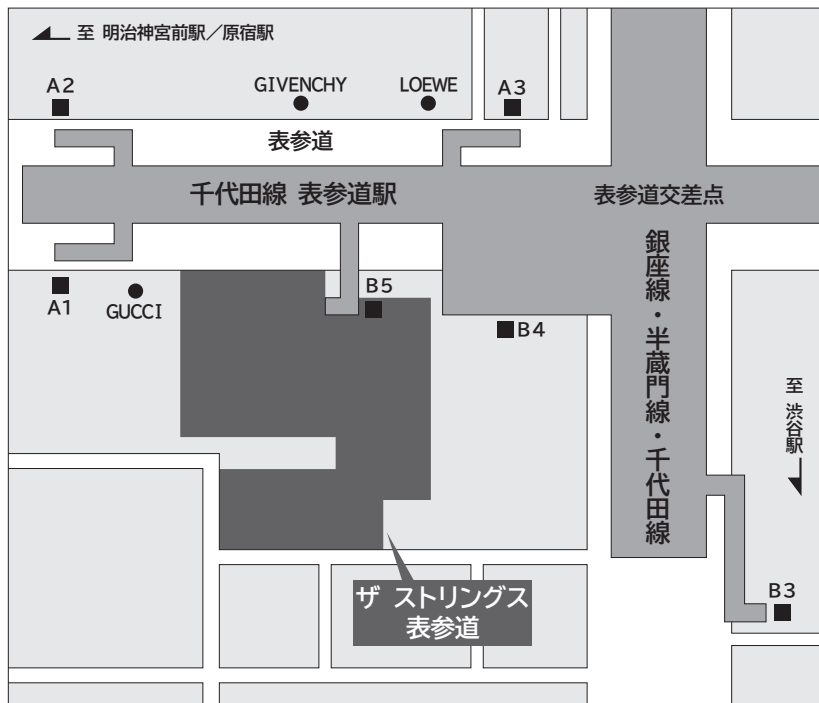 至 明治神宮前駅／原宿駅
A2
GIVENCHY
LOEWE
A3
表参道
千代田線 表参道駅
表参道交差点
A1
GUCCI
B5
B4
銀座線・半蔵門線・千代田線
至 渋谷駅
B3
ザ ストリングス
表参道